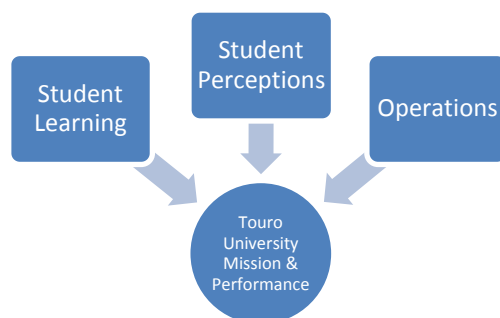 Student
Learning
Student
Perceptions
Operations
Touro
University
Mission &
Performance